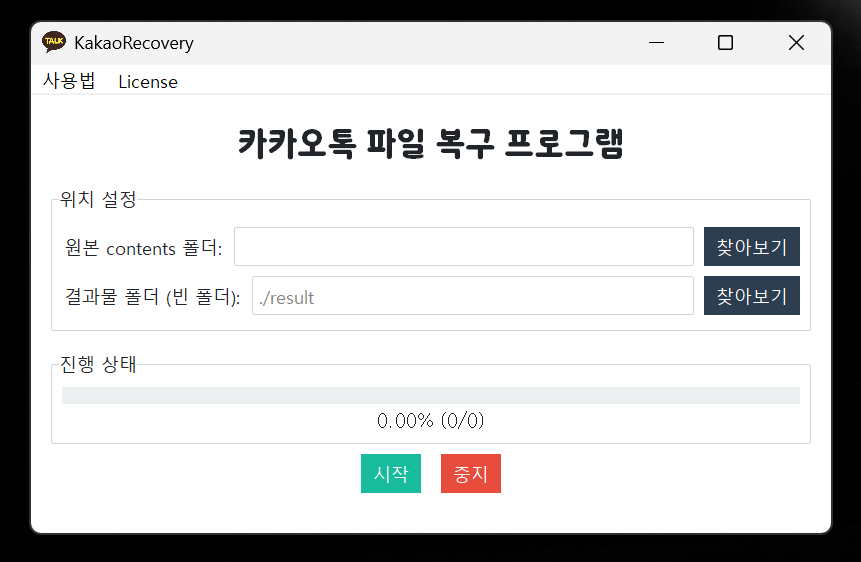 TALK KakaoRecovery
사용법 License
카카오톡 파일 복구 프로그램
위치 설정
원본 contents 폴더: 찾아보기
결과물 폴더 (빈 폴더): ./result 찾아보기
진행 상태
0.00% (0/0)
시작 중지